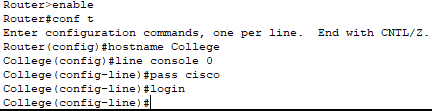 Router>enable
Router#conf t
Enter configuration commands, one per line.  End with CNTL/Z.
Router(config)#hostname College
College(config)#line console 0
College(config-line)#pass cisco
College(config-line)#login
College(config-line)#